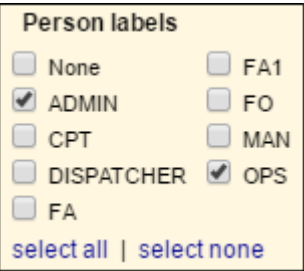 Person labels
None FA1
ADMIN FO
CPT MAN
DISPATCHER OPS
FA
select all | select none